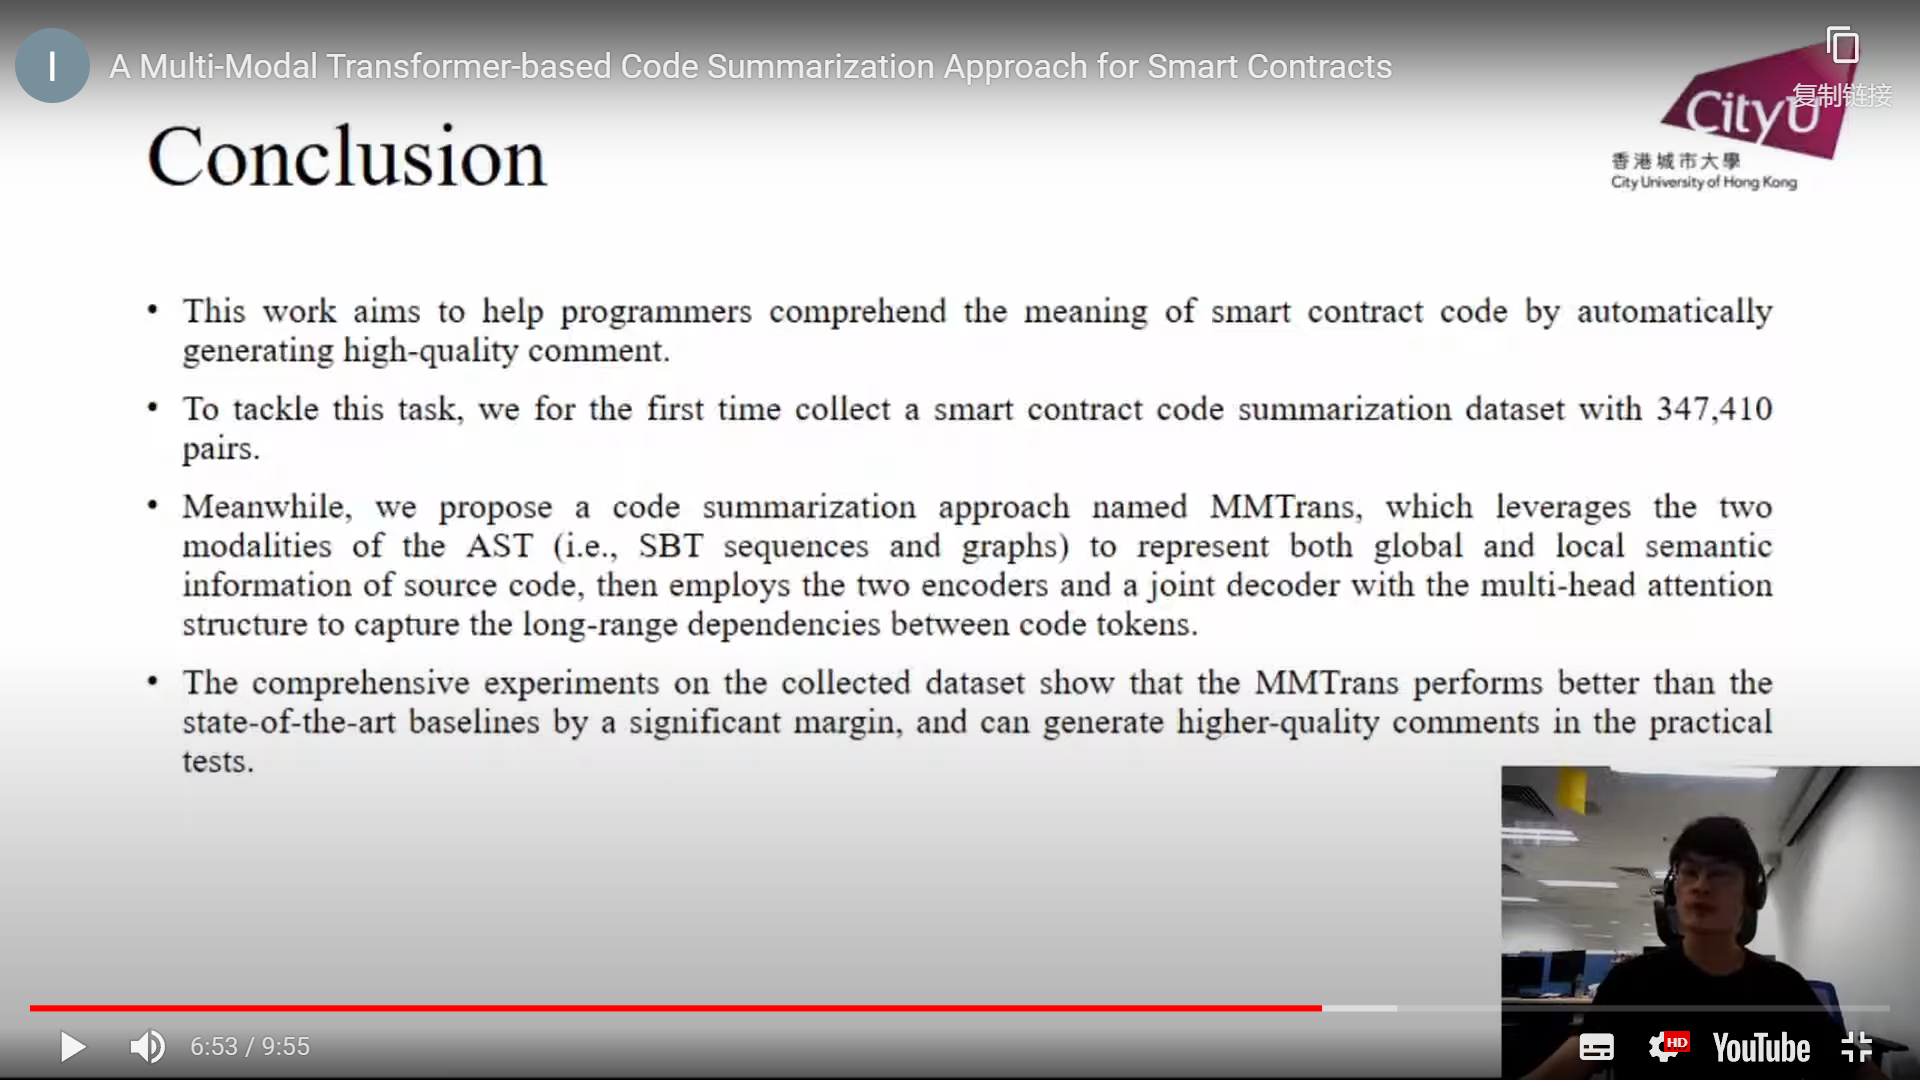 I
A Multi-Modal Transformer-based Code Summarization Approach for Smart Contracts
复制链接
CityU
香港城市大學
City University of Hong Kong
Conclusion
• This work aims to help programmers comprehend the meaning of smart contract code by automatically
generating high-quality comment.
• To tackle this task, we for the first time collect a smart contract code summarization dataset with 347,410
pairs.
• Meanwhile, we propose a code summarization approach named MMTrans, which leverages the two
modalities of the AST (i.e., SBT sequences and graphs) to represent both global and local semantic
information of source code, then employs the two encoders and a joint decoder with the multi-head attention
structure to capture the long-range dependencies between code tokens.
• The comprehensive experiments on the collected dataset show that the MMTrans performs better than the
state-of-the-art baselines by a significant margin, and can generate higher-quality comments in the practical
tests.
6:53 / 9:55
HD
YouTube